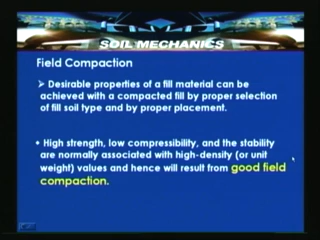 SOIL MECHANICS
Field Compaction
➢ Desirable properties of a fill material can be
achieved with a compacted fill by proper selection
of fill soil type and by proper placement.
• High strength, low compressibility, and the stability
are normally associated with high-density (or unit
weight) values and hence will result from good field
compaction.